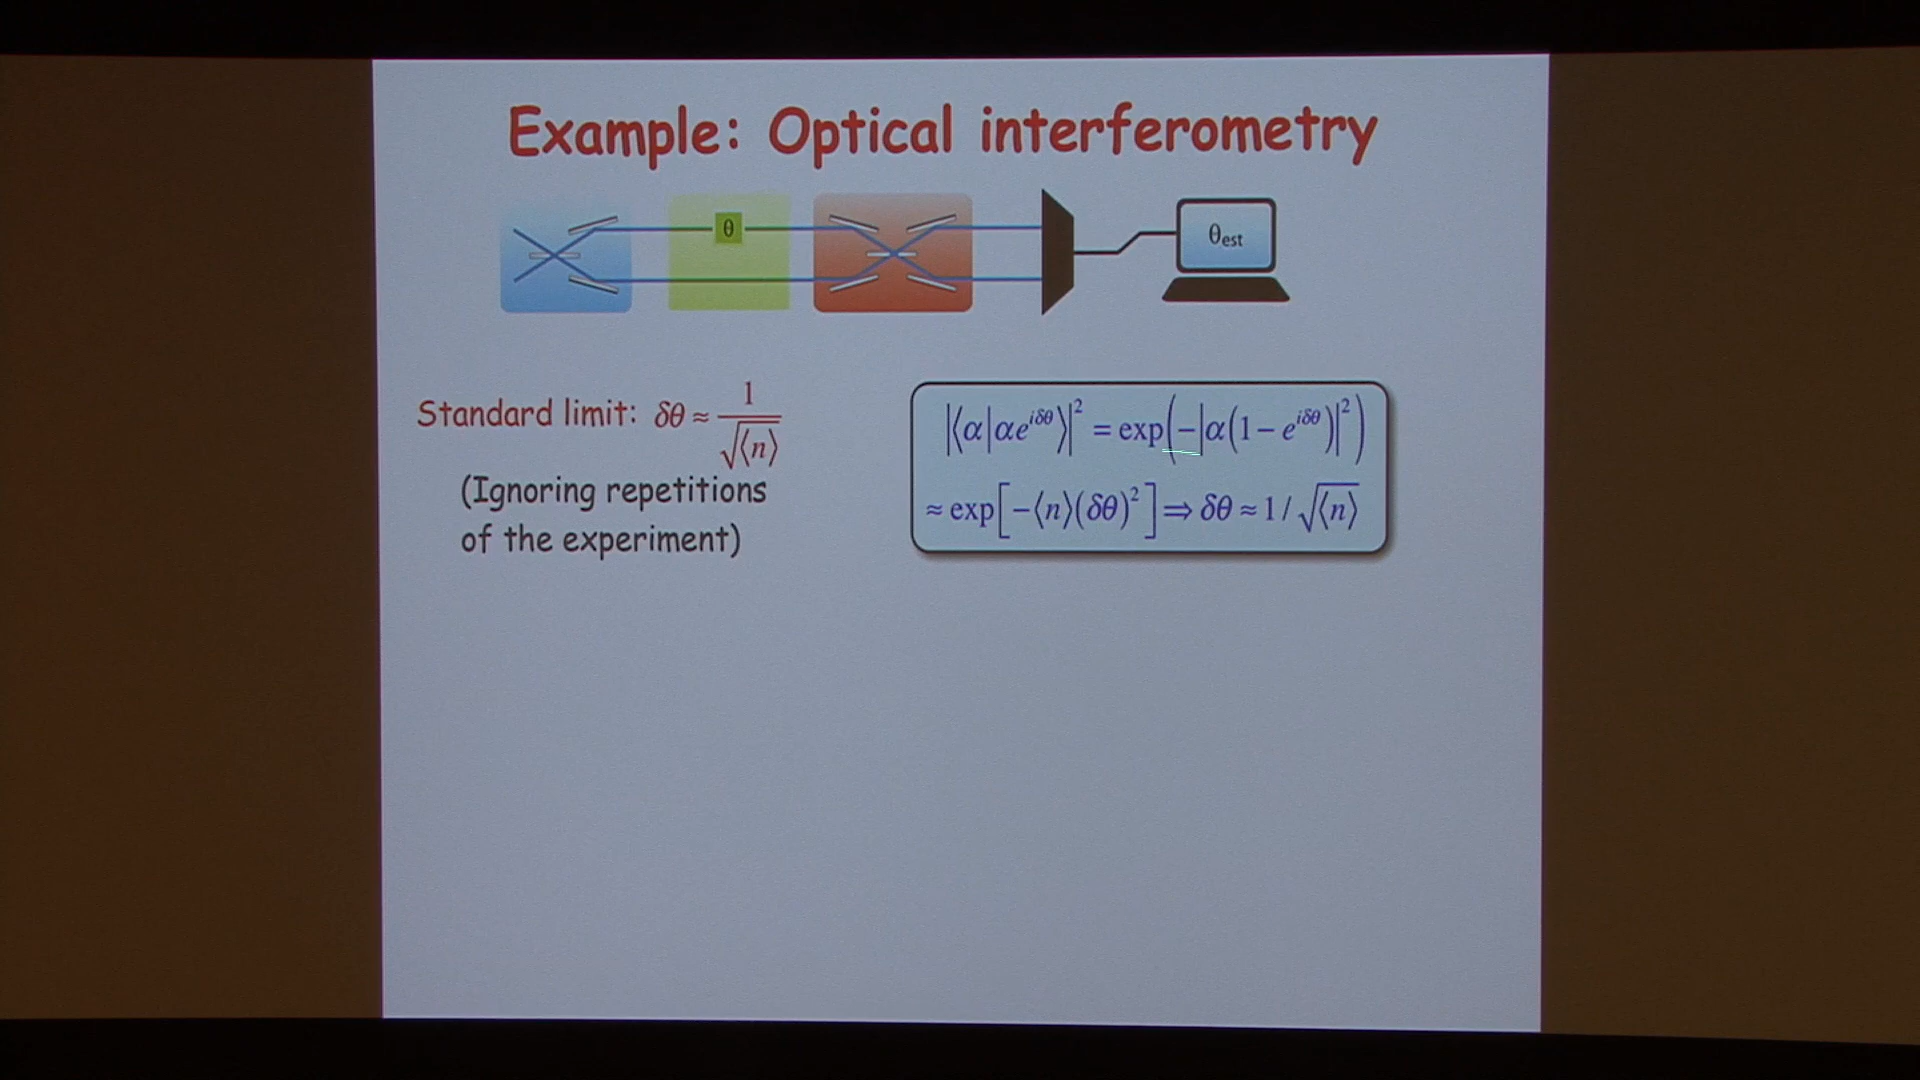 Example: Optical interferometry
θ
θest
Standard limit: δθ ≈ 1/√⟨n⟩
(Ignoring repetitions
of the experiment)
|⟨α|αe^{iδθ}⟩|² = exp(−|α(1 − e^{iδθ})|²)
≈ exp[−⟨n⟩(δθ)²] ⇒ δθ ≈ 1 / √⟨n⟩